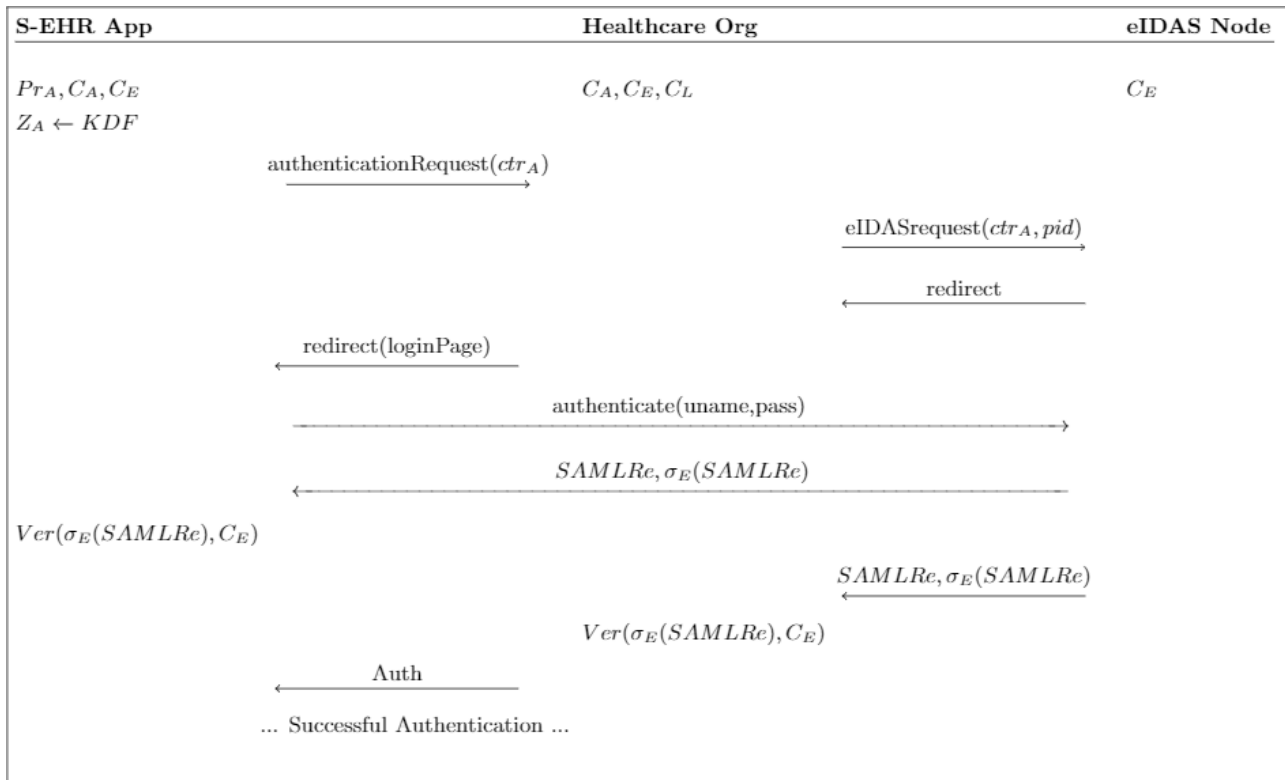 S-EHR App Healthcare Org eIDAS Node
Pr_A, C_A, C_E C_A, C_E, C_L C_E
Z_A ← KDF
authenticationRequest(ctr_A)
eIDASrequest(ctr_A, pid)
redirect
redirect(loginPage)
authenticate(uname,pass)
SAMLRe, σ_E(SAMLRe)
Ver(σ_E(SAMLRe), C_E)
SAMLRe, σ_E(SAMLRe)
Ver(σ_E(SAMLRe), C_E)
Auth
... Successful Authentication ...